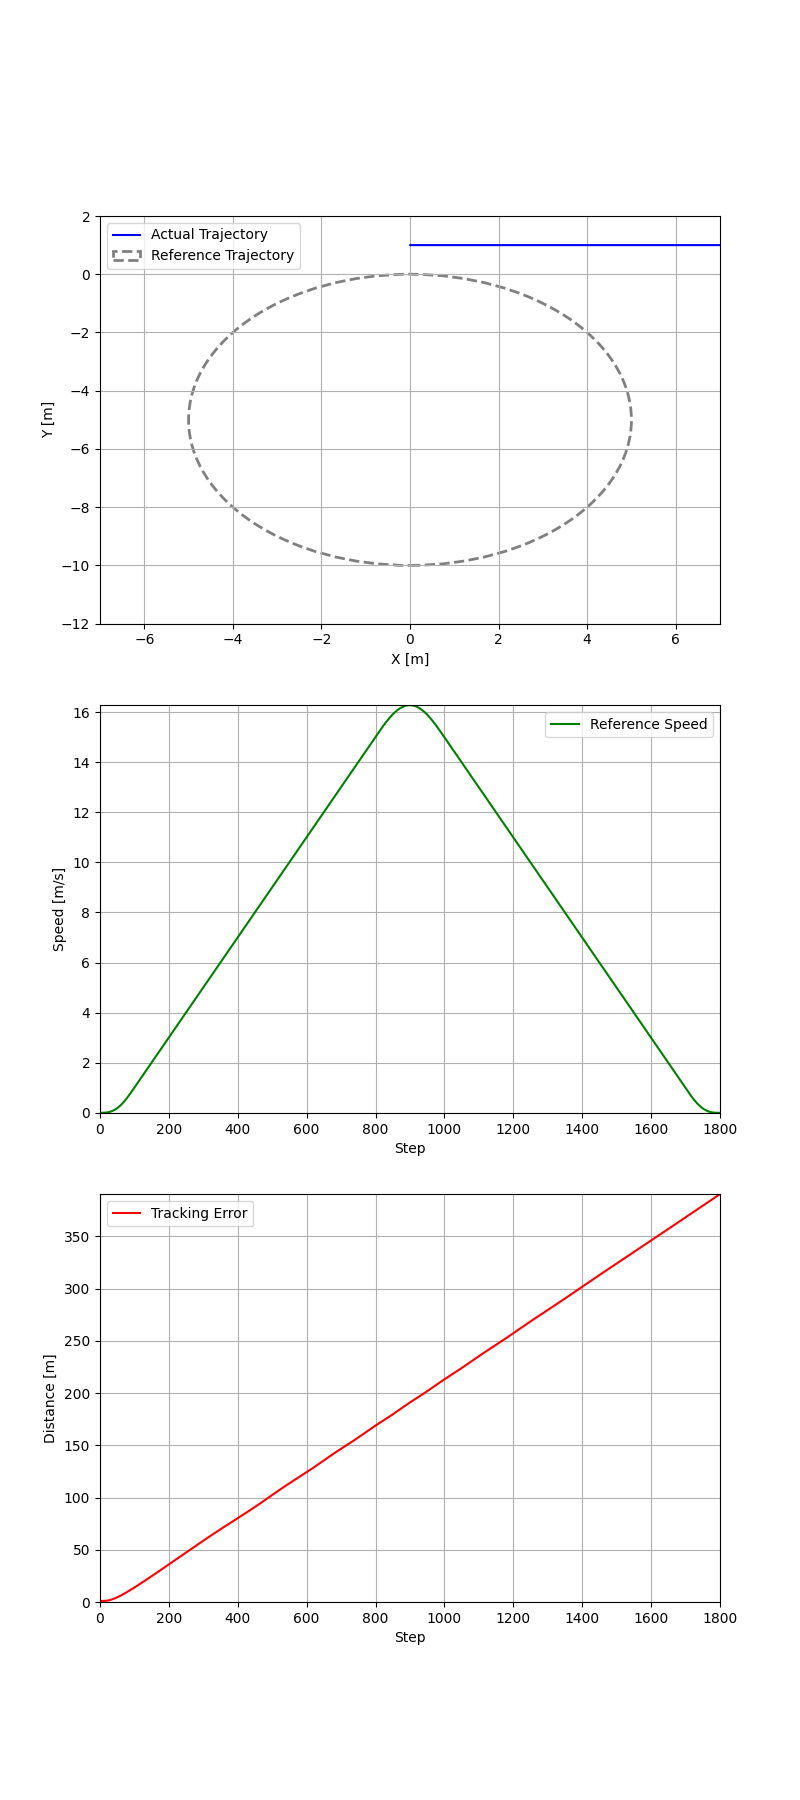 Actual Trajectory
Reference Trajectory
2
0
−2
−4
−6
−8
−10
−12
Y [m]
−6 −4 −2 0 2 4 6
X [m]
Reference Speed
16
14
12
10
8
6
4
2
0
Speed [m/s]
0 200 400 600 800 1000 1200 1400 1600 1800
Step
Tracking Error
350
300
250
200
150
100
50
0
Distance [m]
0 200 400 600 800 1000 1200 1400 1600 1800
Step